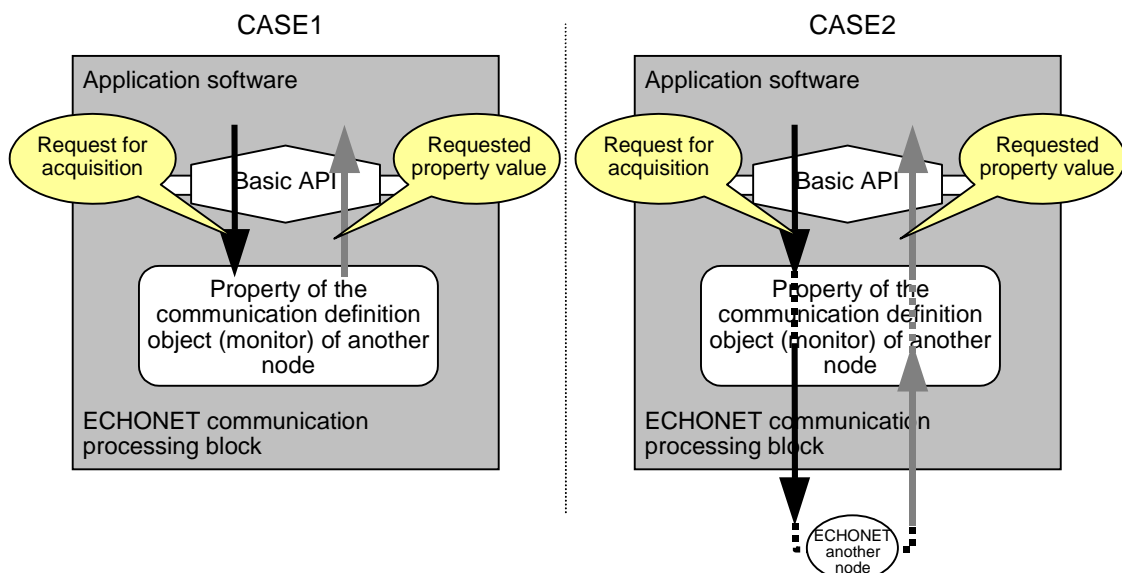 CASE1
Application software
Request for
acquisition
Requested
property value
Basic API
Property of the
communication definition
object (monitor) of another
node
ECHONET communication
processing block
CASE2
Application software
Request for
acquisition
Requested
property value
Basic API
Property of the
communication definition
object (monitor) of another
node
ECHONET communication
processing block
ECHONET
another
node